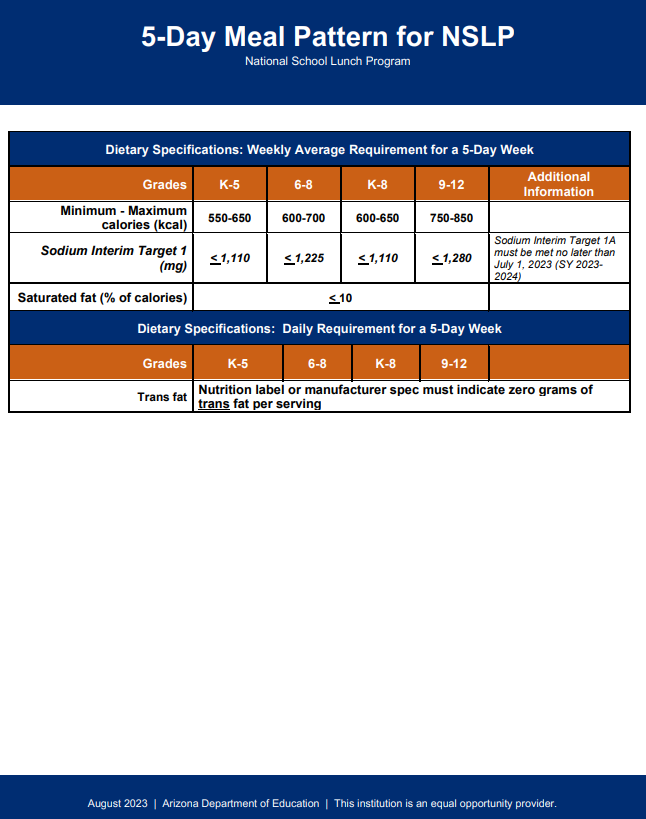 5-Day Meal Pattern for NSLP
National School Lunch Program
Dietary Specifications: Weekly Average Requirement for a 5-Day Week
Grades K-5 6-8 K-8 9-12 Additional
Information
Minimum - Maximum
calories (kcal) 550-650 600-700 600-650 750-850
Sodium Interim Target 1
(mg) < 1,110 < 1,225 < 1,110 < 1,280
Sodium Interim Target 1A
must be met no later than
July 1, 2023 (SY 2023-
2024)
Saturated fat (% of calories) < 10
Dietary Specifications: Daily Requirement for a 5-Day Week
Grades K-5 6-8 K-8 9-12
Trans fat Nutrition label or manufacturer spec must indicate zero grams of
trans fat per serving
August 2023 | Arizona Department of Education | This institution is an equal opportunity provider.